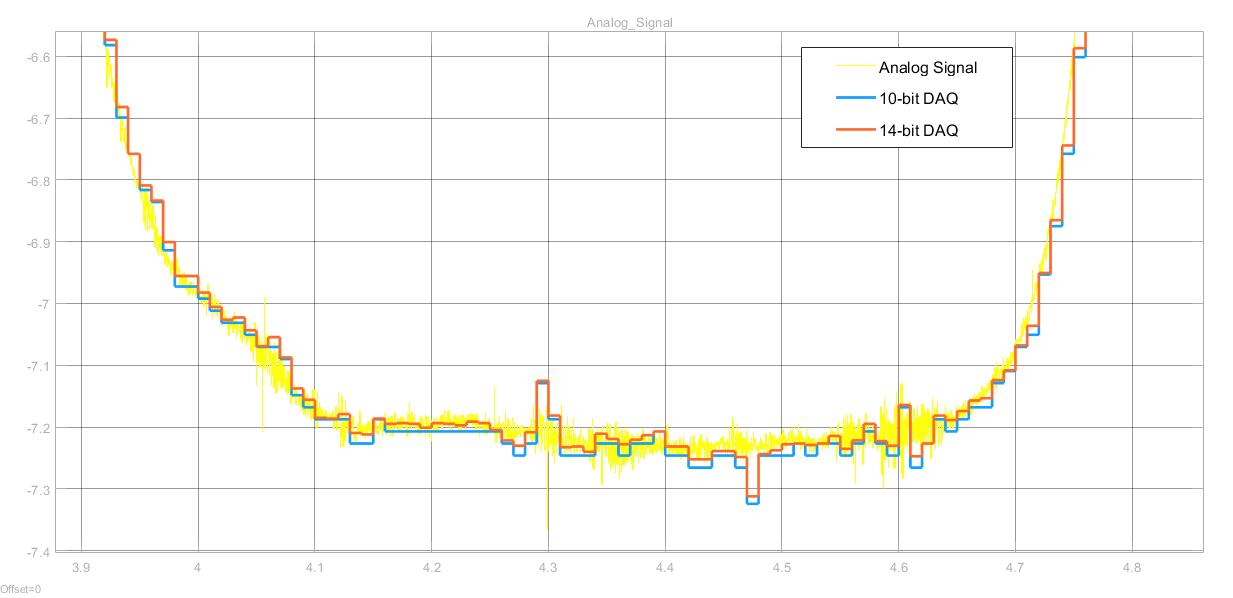 Analog_Signal
-6.6
-6.7
-6.8
-6.9
-7
-7.1
-7.2
-7.3
-7.4
Analog Signal
10-bit DAQ
14-bit DAQ
3.9 4 4.1 4.2 4.3 4.4 4.5 4.6 4.7 4.8
Offset=0